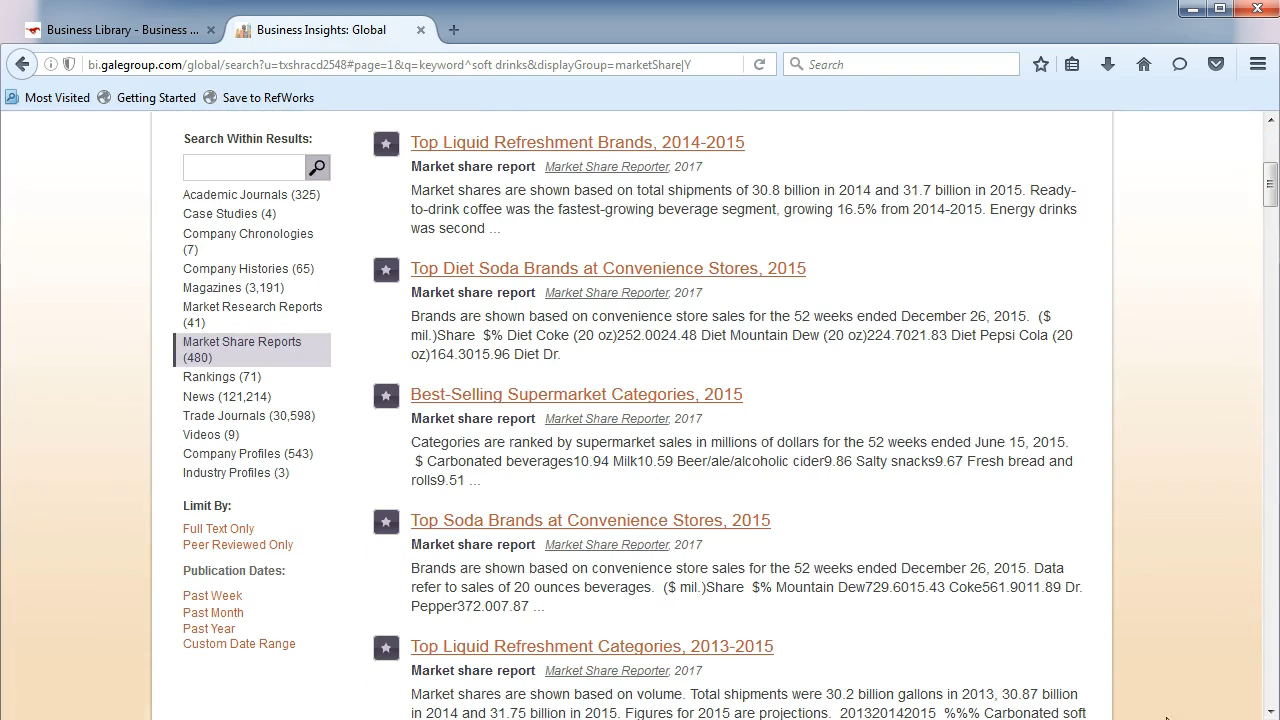 Business Library - Business ...
Business Insights: Global
bi.galegroup.com/global/search?u=txshracd2548#page=1&q=keyword^soft drinks&displayGroup=marketShare|Y
Search
Most Visited
Getting Started
Save to RefWorks
Search Within Results:
Academic Journals (325)
Case Studies (4)
Company Chronologies
(7)
Company Histories (65)
Magazines (3,191)
Market Research Reports
(41)
Market Share Reports
(480)
Rankings (71)
News (121,214)
Trade Journals (30,598)
Videos (9)
Company Profiles (543)
Industry Profiles (3)
Limit By:
Full Text Only
Peer Reviewed Only
Publication Dates:
Past Week
Past Month
Past Year
Custom Date Range
Top Liquid Refreshment Brands, 2014-2015
Market share report Market Share Reporter, 2017
Market shares are shown based on total shipments of 30.8 billion in 2014 and 31.7 billion in 2015. Ready-
to-drink coffee was the fastest-growing beverage segment, growing 16.5% from 2014-2015. Energy drinks
was second ...
Top Diet Soda Brands at Convenience Stores, 2015
Market share report Market Share Reporter, 2017
Brands are shown based on convenience store sales for the 52 weeks ended December 26, 2015. ($
mil.)Share $% Diet Coke (20 oz)252.0024.48 Diet Mountain Dew (20 oz)224.7021.83 Diet Pepsi Cola (20
oz)164.3015.96 Diet Dr.
Best-Selling Supermarket Categories, 2015
Market share report Market Share Reporter, 2017
Categories are ranked by supermarket sales in millions of dollars for the 52 weeks ended June 15, 2015.
$ Carbonated beverages10.94 Milk10.59 Beer/ale/alcoholic cider9.86 Salty snacks9.67 Fresh bread and
rolls9.51 ...
Top Soda Brands at Convenience Stores, 2015
Market share report Market Share Reporter, 2017
Brands are shown based on convenience store sales for the 52 weeks ended December 26, 2015. Data
refer to sales of 20 ounces beverages. ($ mil.)Share $% Mountain Dew729.6015.43 Coke561.9011.89 Dr.
Pepper372.007.87 ...
Top Liquid Refreshment Categories, 2013-2015
Market share report Market Share Reporter, 2017
Market shares are shown based on volume. Total shipments were 30.2 billion gallons in 2013, 30.87 billion
in 2014 and 31.75 billion in 2015. Figures for 2015 are projections. 201320142015 %%% Carbonated soft